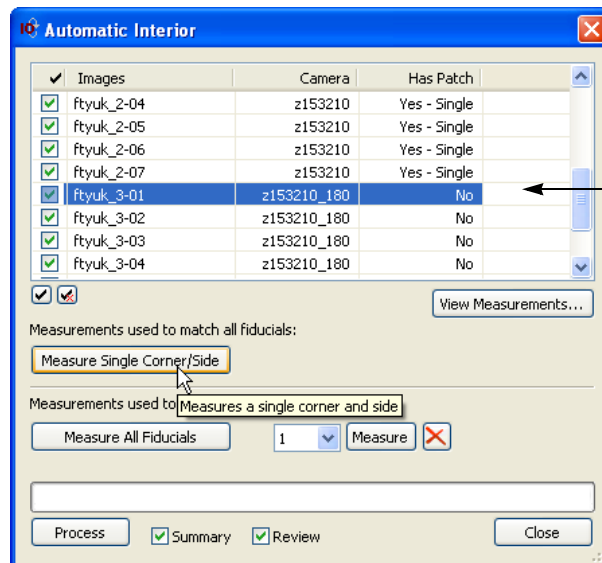 Automatic Interior
Images Camera Has Patch
ftyuk_2-04 z153210 Yes - Single
ftyuk_2-05 z153210 Yes - Single
ftyuk_2-06 z153210 Yes - Single
ftyuk_2-07 z153210 Yes - Single
ftyuk_3-01 z153210_180 No
ftyuk_3-02 z153210_180 No
ftyuk_3-03 z153210_180 No
ftyuk_3-04 z153210_180 No
View Measurements...
Measurements used to match all fiducials:
Measure Single Corner/Side
Measurements used to
Measures a single corner and side
Measure All Fiducials 1 Measure
Process Summary Review Close